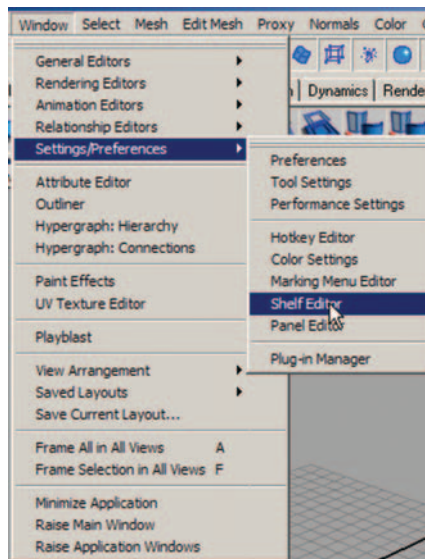 Window Select Mesh Edit Mesh Proxy Normals Color
General Editors
Rendering Editors
Animation Editors
Relationship Editors
Settings/Preferences
Attribute Editor
Outliner
Hypergraph: Hierarchy
Hypergraph: Connections
Paint Effects
UV Texture Editor
Playblast
View Arrangement
Saved Layouts
Save Current Layout...
Frame All in All Views A
Frame Selection in All Views F
Minimize Application
Raise Main Window
Raise Application Windows
Dynamics Rende
Preferences
Tool Settings
Performance Settings
Hotkey Editor
Color Settings
Marking Menu Editor
Shelf Editor
Panel Editor
Plug-in Manager